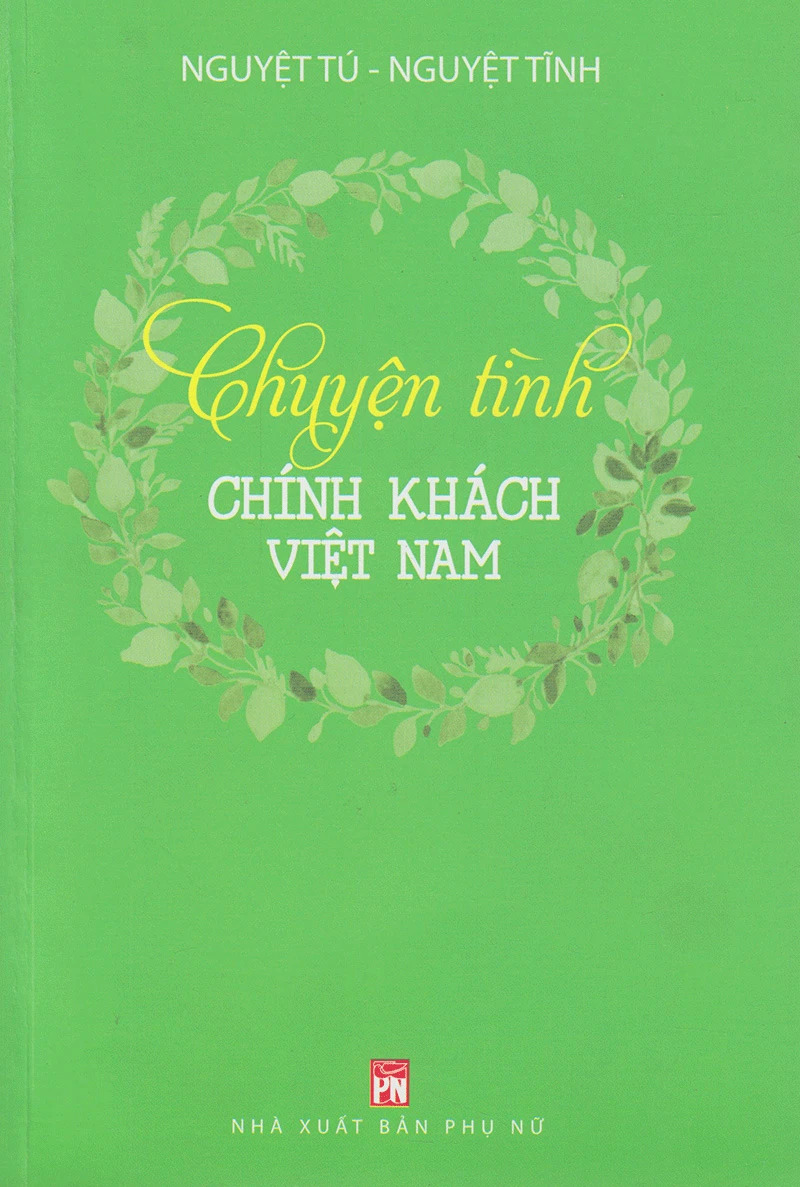 NGUYỆT TÚ - NGUYỆT TĨNH
Chuyện tình
CHÍNH KHÁCH
VIỆT NAM
PN
NHÀ XUẤT BẢN PHỤ NỮ